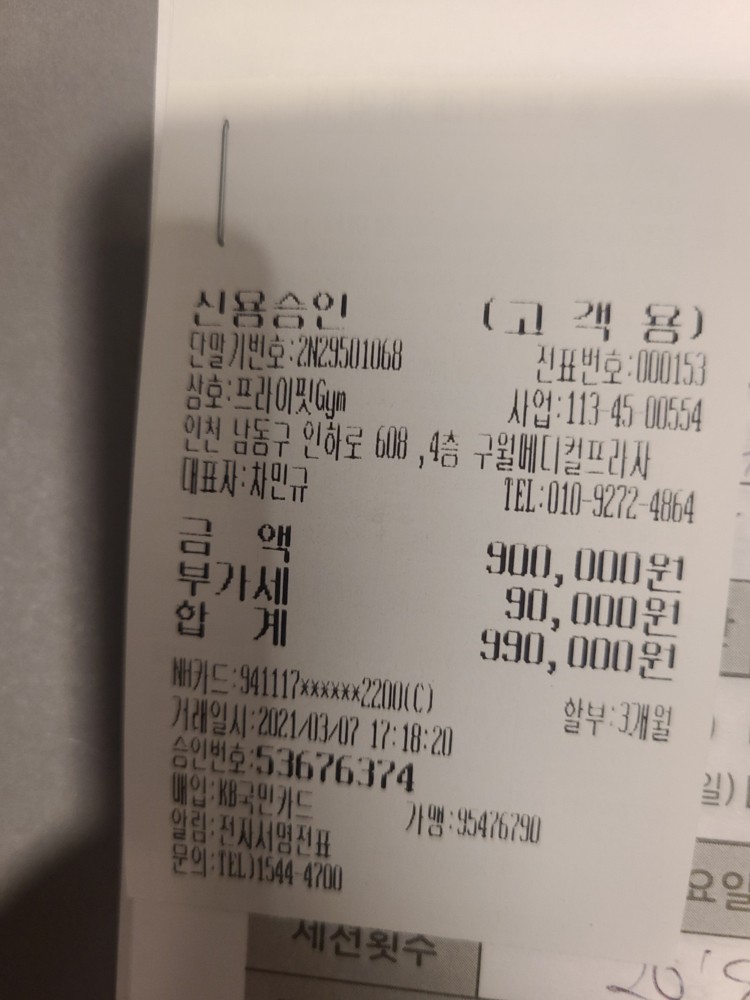 신용승인 (고 객 용)
단말기번호:2N29501068 전표번호:000153
상호:프라이핏Gym 사업:113-45-00554
인천 남동구 인하로 608 ,4층 구월메디컬프라자
대표자:차민규 TEL:010-9272-4864
금 액 900,000원
부가세 90,000원
합 계 990,000원
NH카드:941117××××××2200(C) 할부:3개월
거래일시:2021/03/07 17:18:20
승인번호:53676374
매입:KB국민카드 가맹:95476790
알림:전자서명전표
문의:TEL)1544-4700
일)
요일
세션횟수